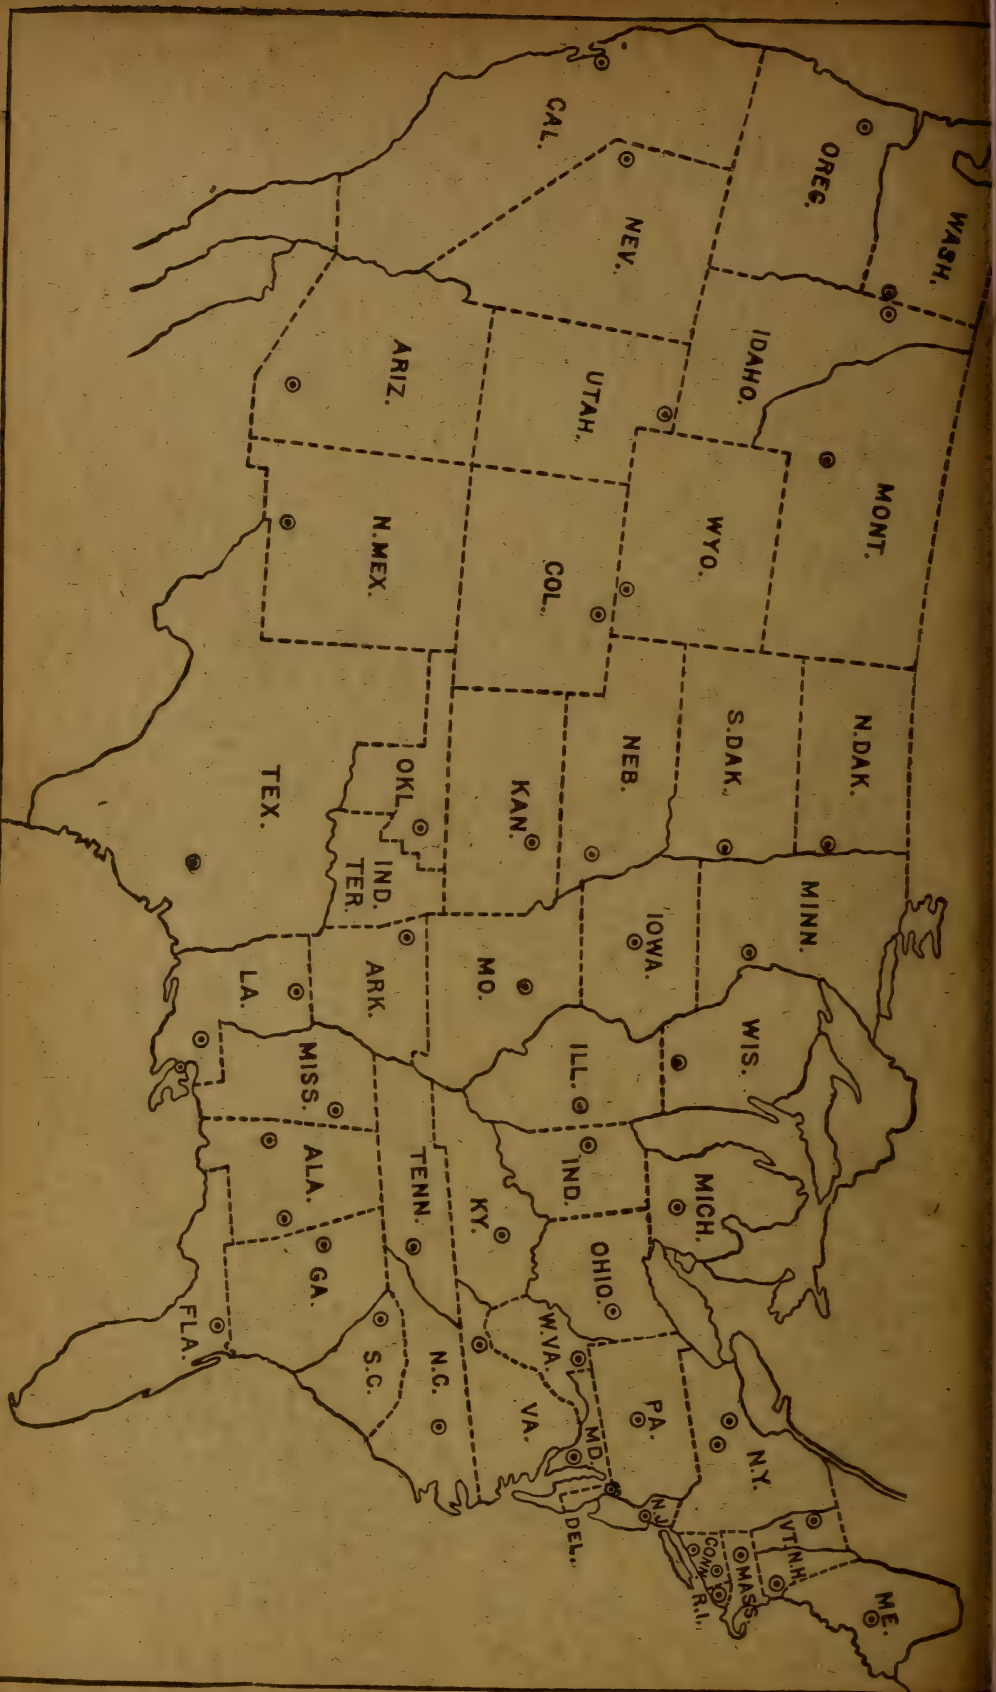 WASH.
OREG.
CAL.
NEV.
IDAHO.
MONT.
UTAH.
ARIZ.
WYO.
COL.
N. MEX.
N. DAK.
S. DAK.
NEB.
KAN.
OKL.
IND.
TER.
TEX.
MINN.
IOWA.
MO.
ARK.
LA.
WIS.
ILL.
MISS.
MICH.
IND.
KY.
TENN.
ALA.
OHIO.
GA.
FLA.
W. VA.
VA.
N.C.
S.C.
PA.
MD.
DEL.
N.J.
N.Y.
VT.
N.H.
MASS.
CONN.
R.I.
ME.